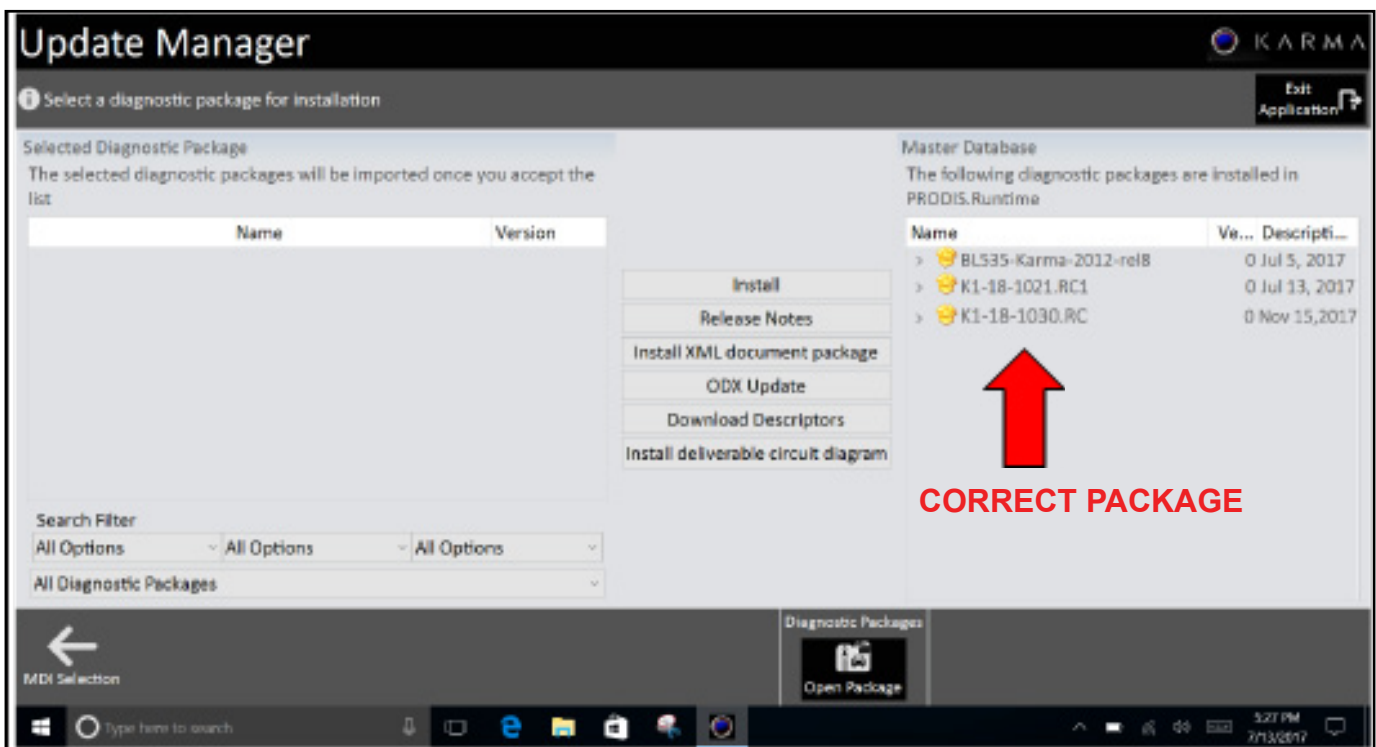 Update Manager
KARMA
Select a diagnostic package for installation
Exit
Application
Selected Diagnostic Package
The selected diagnostic packages will be imported once you accept the
list
Name Version
Install
Release Notes
Install XML document package
ODX Update
Download Descriptors
Install deliverable circuit diagram
Master Database
The following diagnostic packages are installed in
PRODIS.Runtime
Name Ve... Descripti...
BL535-Karma-2012-rel8 0 Jul 5, 2017
K1-18-1021.RC1 0 Jul 13, 2017
K1-18-1030.RC 0 Nov 15,2017
CORRECT PACKAGE
Search Filter
All Options All Options All Options
All Diagnostic Packages
MDI Selection
Diagnostic Packages
Open Package
Type here to search
5:27 PM
7/13/2017